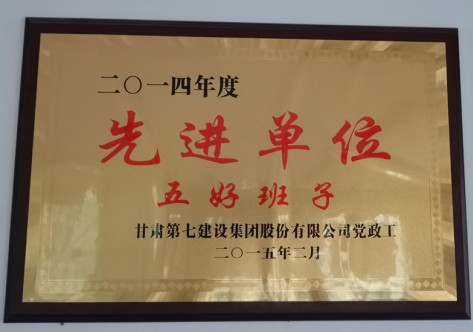 二〇一四年度
先进单位
五好班子
甘肃第七建设集团股份有限公司党政工
二〇一五年二月